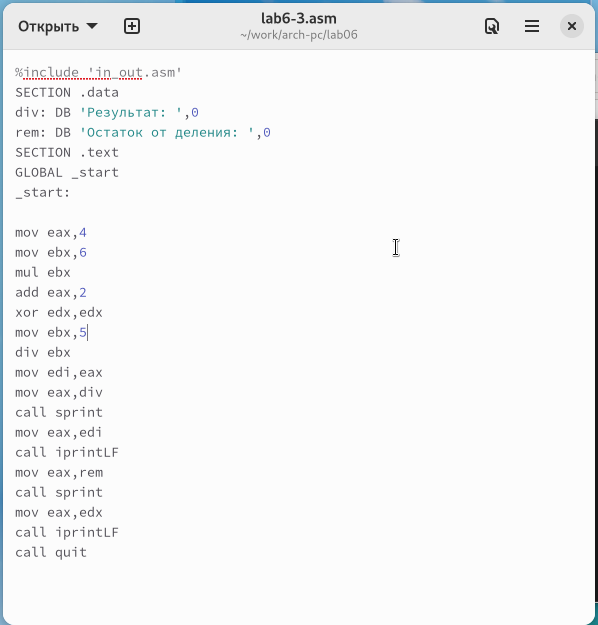 Открыть
lab6-3.asm
~/work/arch-pc/lab06
%include 'in_out.asm'
SECTION .data
div: DB 'Результат: ',0
rem: DB 'Остаток от деления: ',0
SECTION .text
GLOBAL _start
_start:
mov eax,4
mov ebx,6
mul ebx
add eax,2
xor edx,edx
mov ebx,5
div ebx
mov edi,eax
mov eax,div
call sprint
mov eax,edi
call iprintLF
mov eax,rem
call sprint
mov eax,edx
call iprintLF
call quit